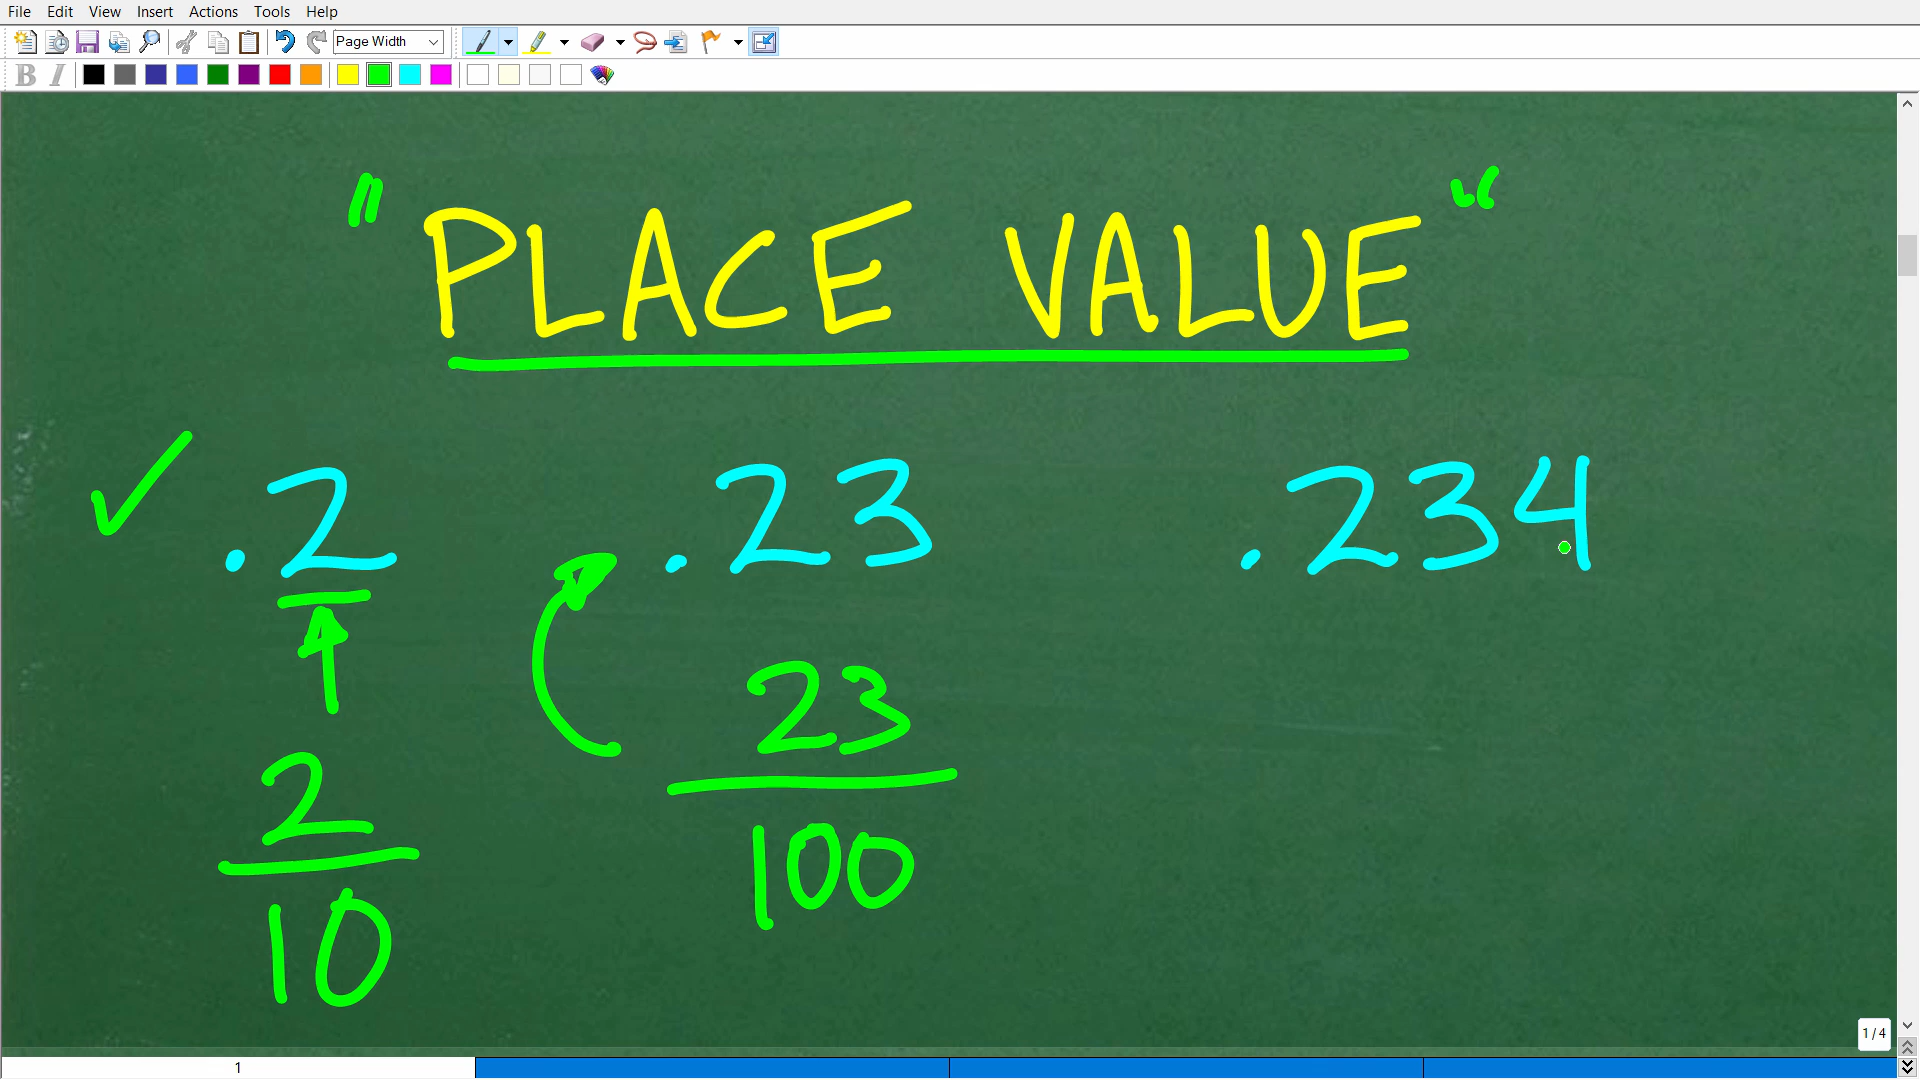 File Edit View Insert Actions Tools Help
Page Width
B I
"PLACE VALUE"
.2 .23 .234
2
10
23
100
1/4
1